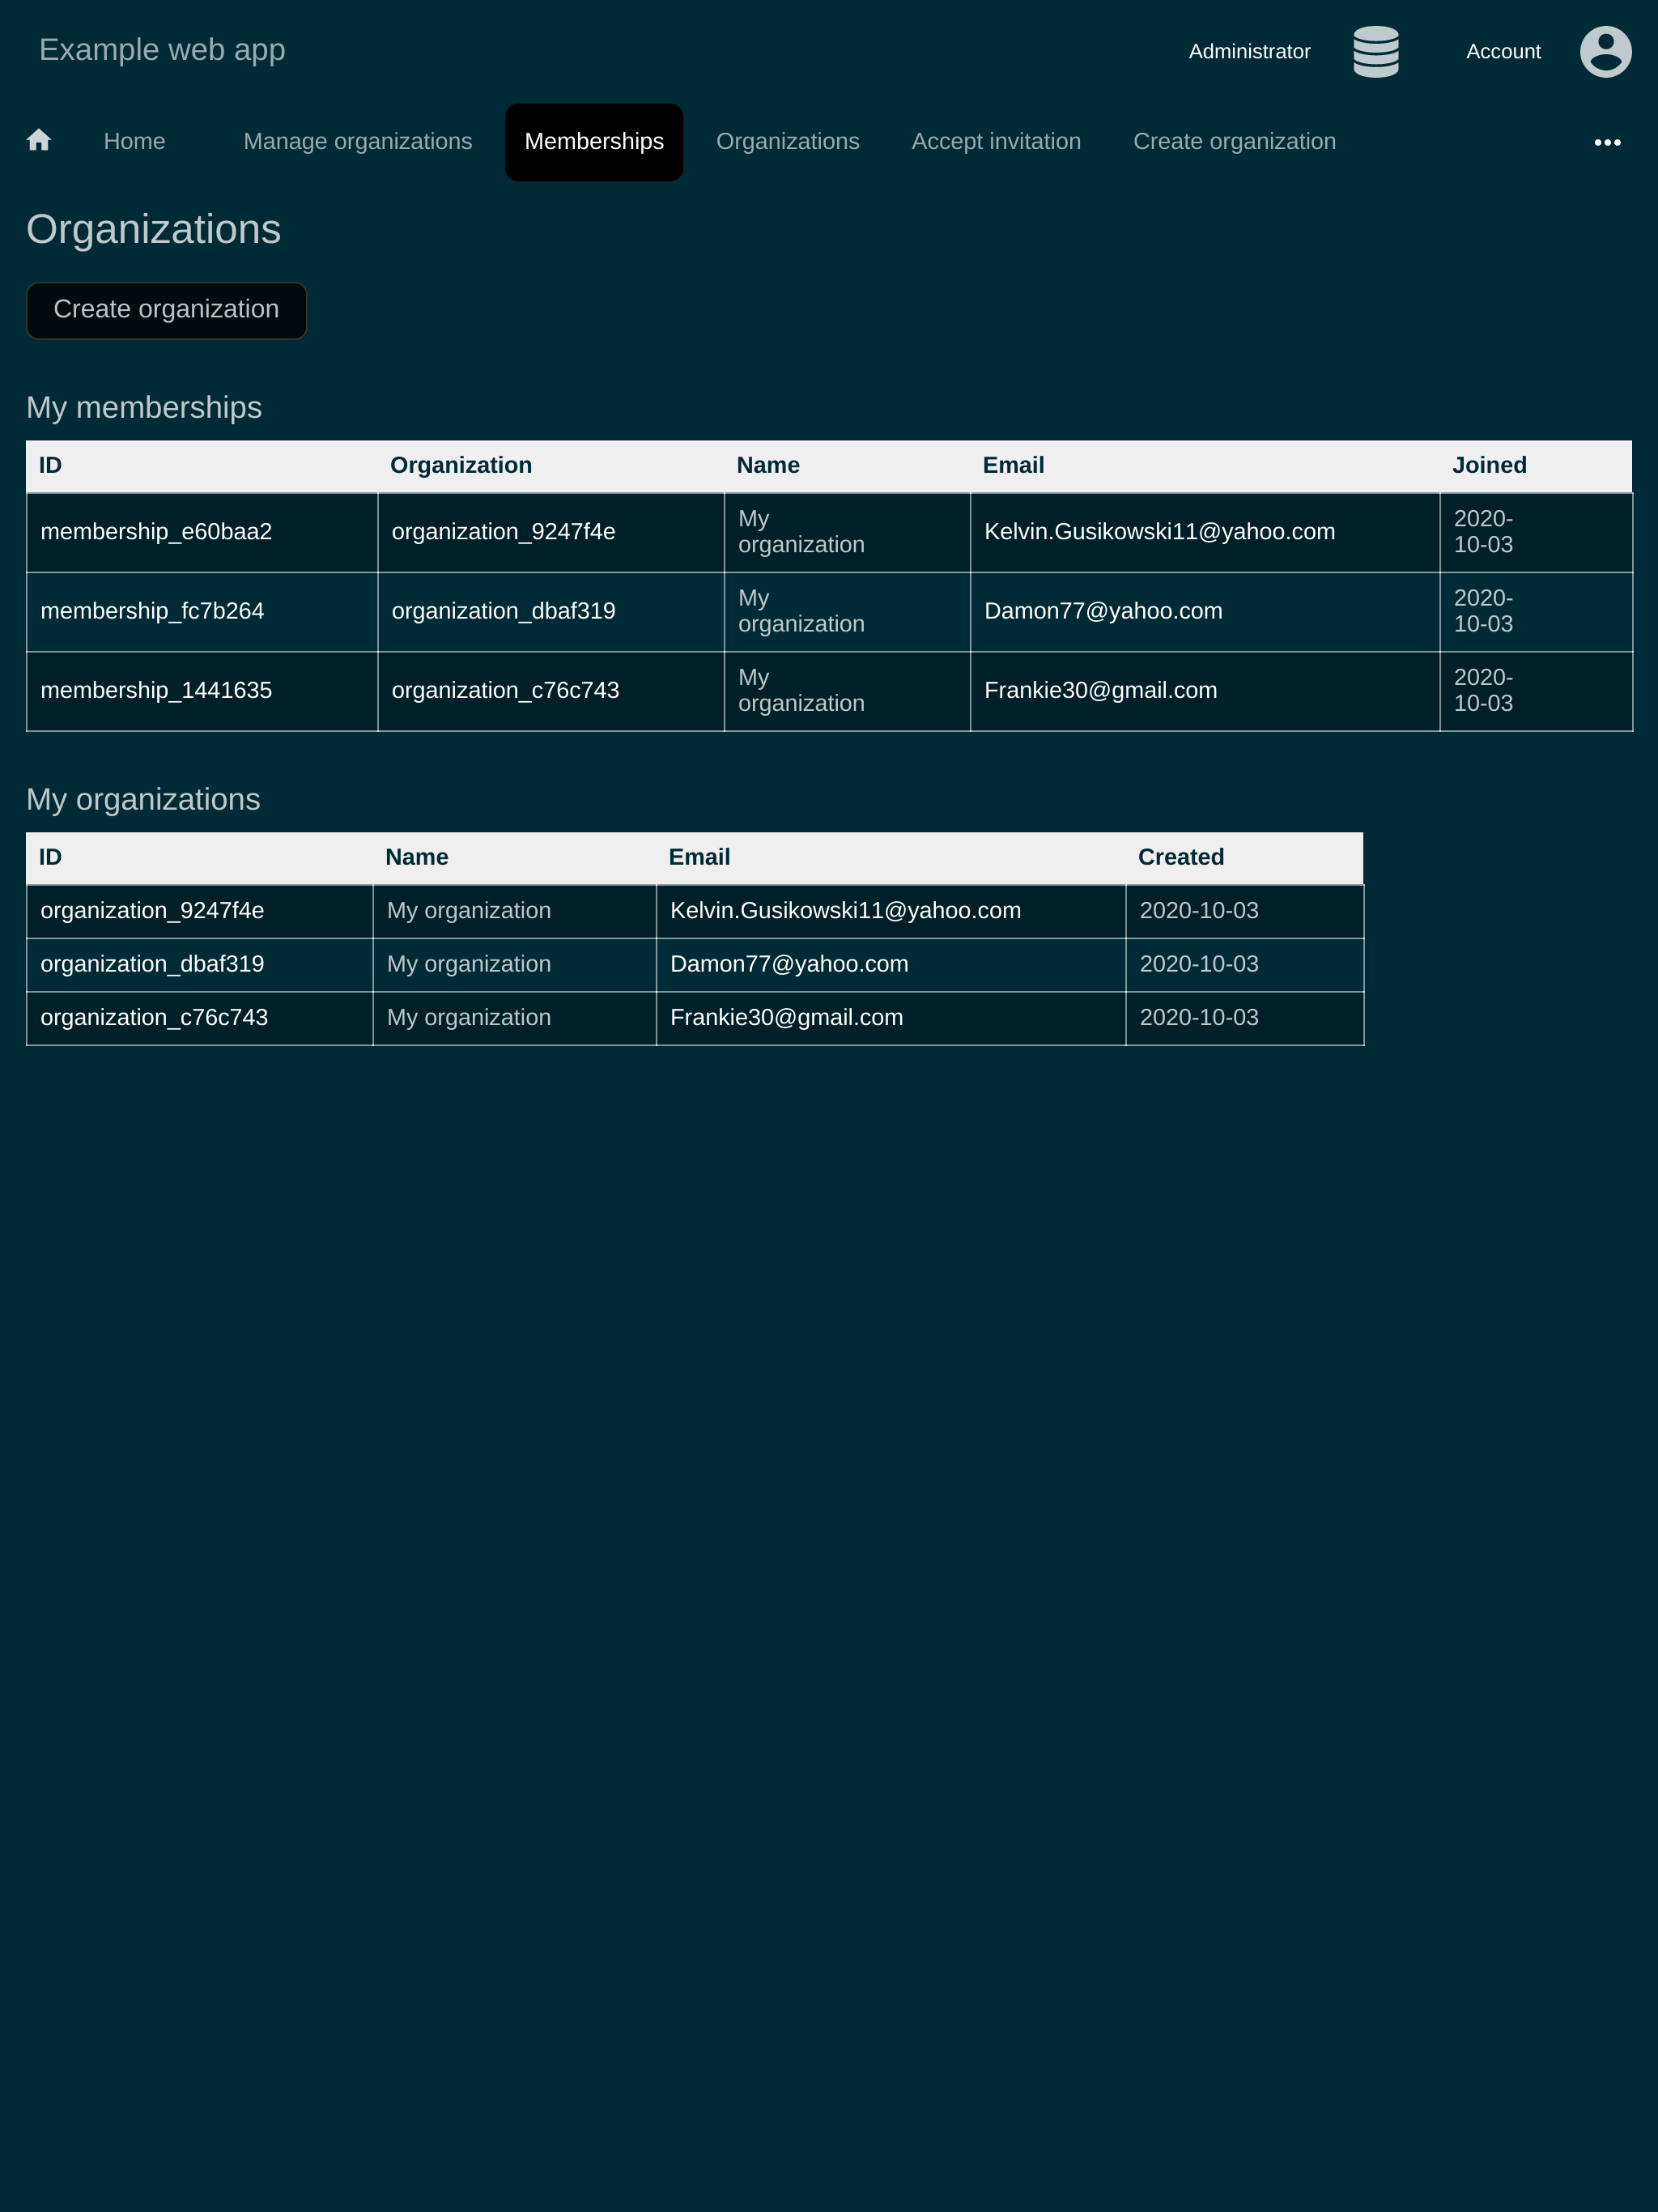 Example web app
Administrator
Account
Home
Manage organizations
Memberships
Organizations
Accept invitation
Create organization
Organizations
Create organization
My memberships
ID Organization Name Email Joined
membership_e60baa2 organization_9247f4e My organization Kelvin.Gusikowski11@yahoo.com 2020-10-03
membership_fc7b264 organization_dbaf319 My organization Damon77@yahoo.com 2020-10-03
membership_1441635 organization_c76c743 My organization Frankie30@gmail.com 2020-10-03
My organizations
ID Name Email Created
organization_9247f4e My organization Kelvin.Gusikowski11@yahoo.com 2020-10-03
organization_dbaf319 My organization Damon77@yahoo.com 2020-10-03
organization_c76c743 My organization Frankie30@gmail.com 2020-10-03